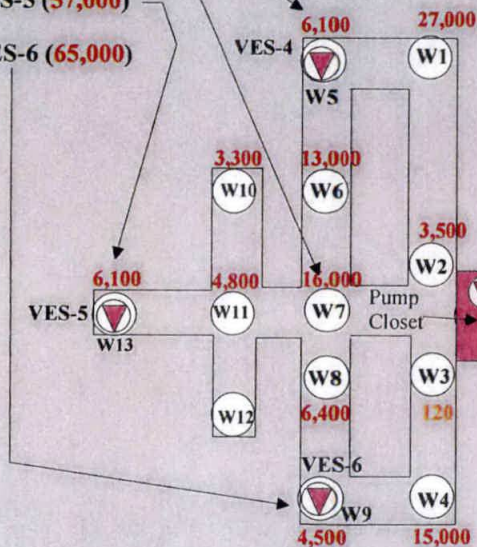 (57,000)
6,100
27,000
VES-4
W1
(65,000)
W5
3,300
13,000
W10
W6
3,500
6,100
4,800
16,000
W2
VES-5
W11
W7
Pump
Closet
W13
W8
W3
W12
6,400
120
VES-6
W9
W4
4,500
15,000